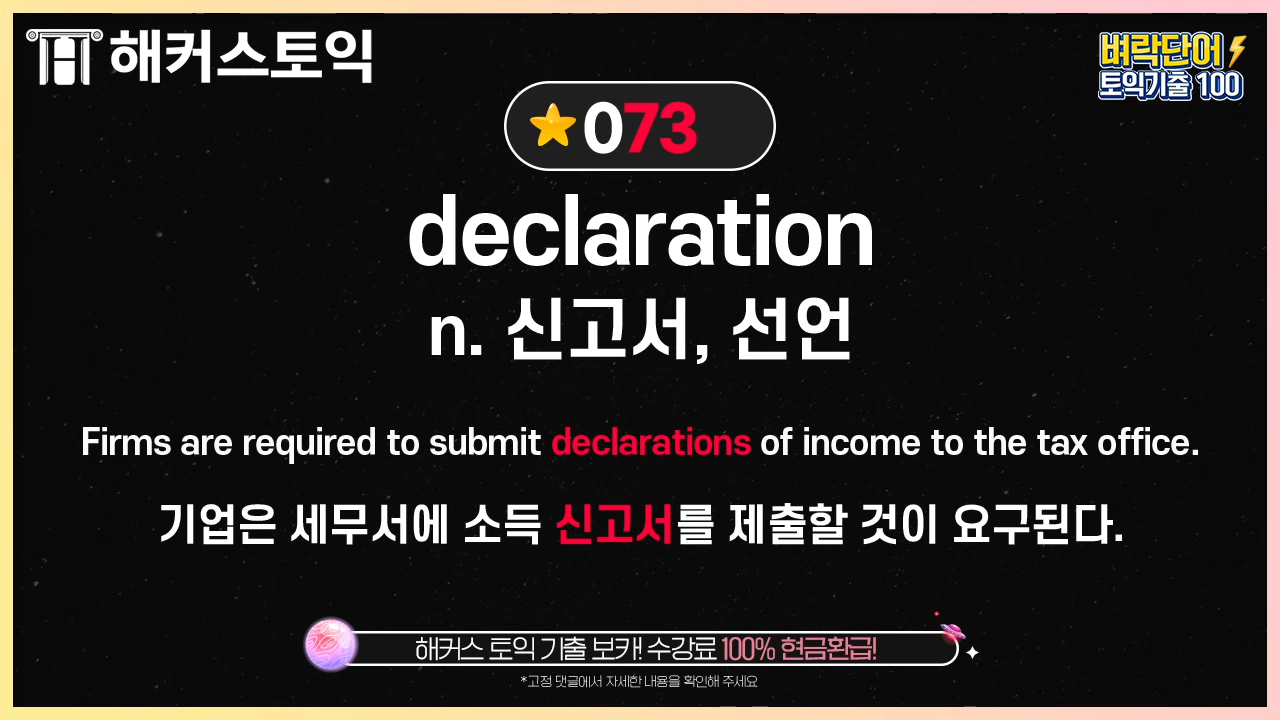 해커스토익
벼락단어
토익기출 100
073
declaration
n. 신고서, 선언
Firms are required to submit declarations of income to the tax office.
기업은 세무서에 소득 신고서를 제출할 것이 요구된다.
해커스 토익 기출 보카! 수강료 100% 현금환급!
*고정 댓글에서 자세한 내용을 확인해 주세요